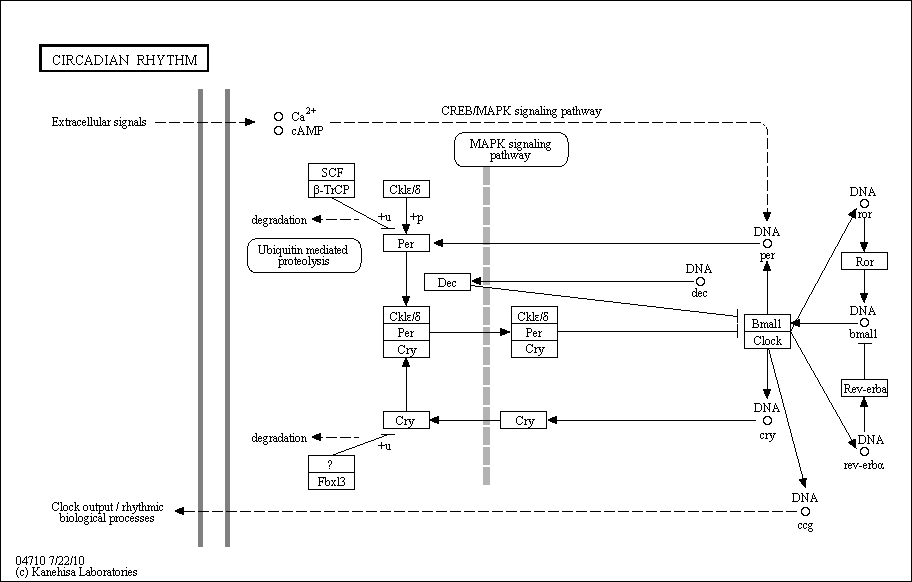 CIRCADIAN RHYTHM
Extracellular signals
Ca2+
cAMP
CREB/MAPK signaling pathway
MAPK signaling
pathway
SCF
β-TrCP
CkIε/δ
degradation
+u
+p
Ubiquitin mediated
proteolysis
Per
DNA
per
DNA
ror
Ror
Dec
DNA
dec
DNA
bmal1
CkIε/δ
Per
Cry
CkIε/δ
Per
Cry
Bmal1
Clock
Rev-erba
Cry
Cry
DNA
cry
degradation
+u
?
Fbxl3
DNA
rev-erbα
DNA
ccg
Clock output / rhythmic
biological processes
04710 7/22/10
(c) Kanehisa Laboratories